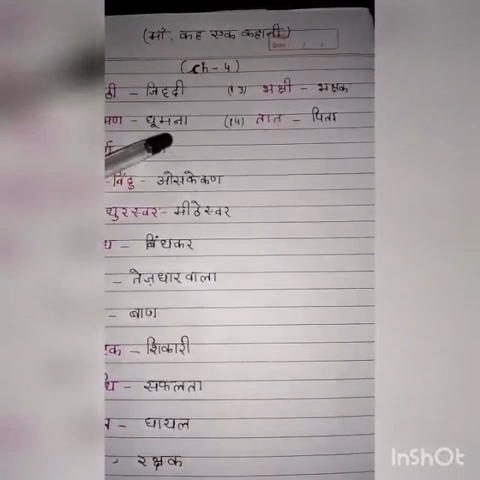 (माँ, कह एक कहानी)
(ch-4)
ठी - जिद्दी (13) भक्षी - भक्षक
मण - घूमना (14) तात - पिता
-बिंदु - ओसकेकण
धुरस्वर - मीठेस्वर
- बिंधकर
- तेज़धारवाला
- बाण
क - शिकारी
- सफलता
- घायल
- रक्षक
InShOt